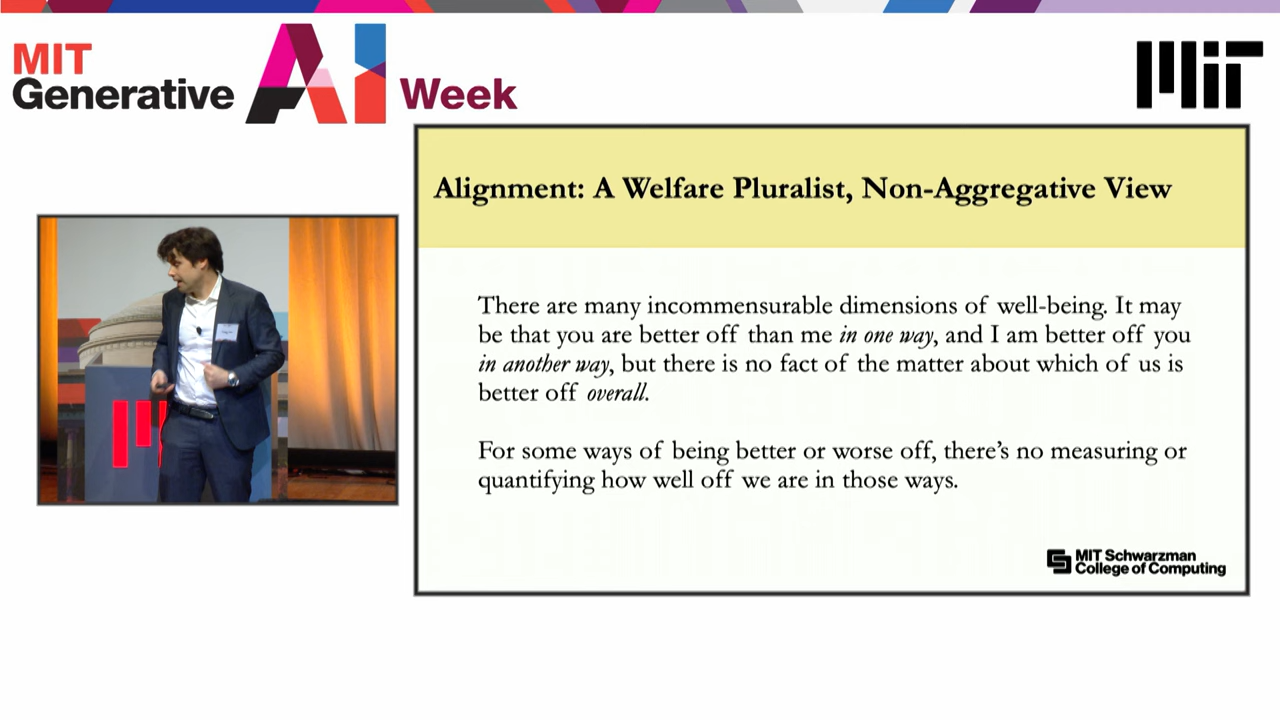 MIT
Generative AI Week
MIT
Alignment: A Welfare Pluralist, Non-Aggregative View
There are many incommensurable dimensions of well-being. It may
be that you are better off than me in one way, and I am better off you
in another way, but there is no fact of the matter about which of us is
better off overall.
For some ways of being better or worse off, there’s no measuring or
quantifying how well off we are in those ways.
MIT Schwarzman
College of Computing